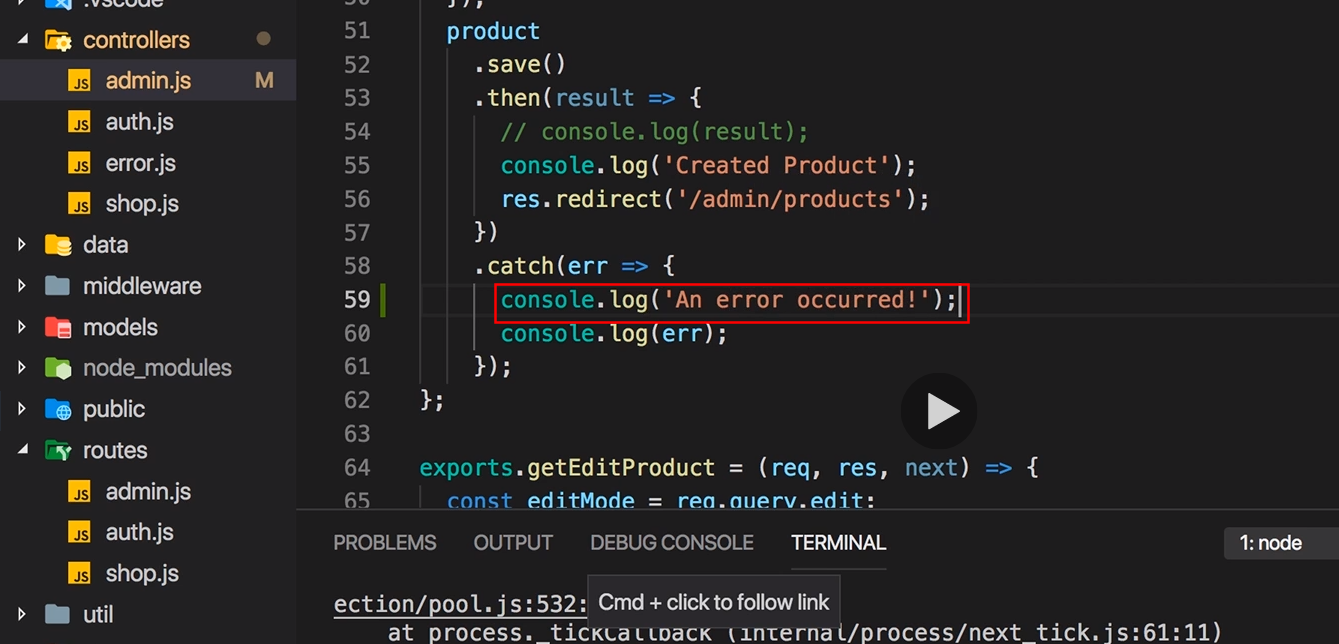 .vscode
controllers
admin.js M
auth.js
error.js
shop.js
data
middleware
models
node_modules
public
routes
admin.js
auth.js
shop.js
util
50 });
51 product
52 .save()
53 .then(result => {
54 // console.log(result);
55 console.log('Created Product');
56 res.redirect('/admin/products');
57 })
58 .catch(err => {
59 console.log('An error occurred!');
60 console.log(err);
61 });
62 };
63
64 exports.getEditProduct = (req, res, next) => {
65 const editMode = req.query.edit;
PROBLEMS OUTPUT DEBUG CONSOLE TERMINAL 1: node
ection/pool.js:532:
Cmd + click to follow link
at process._tickCallback (internal/process/next_tick.js:61:11)